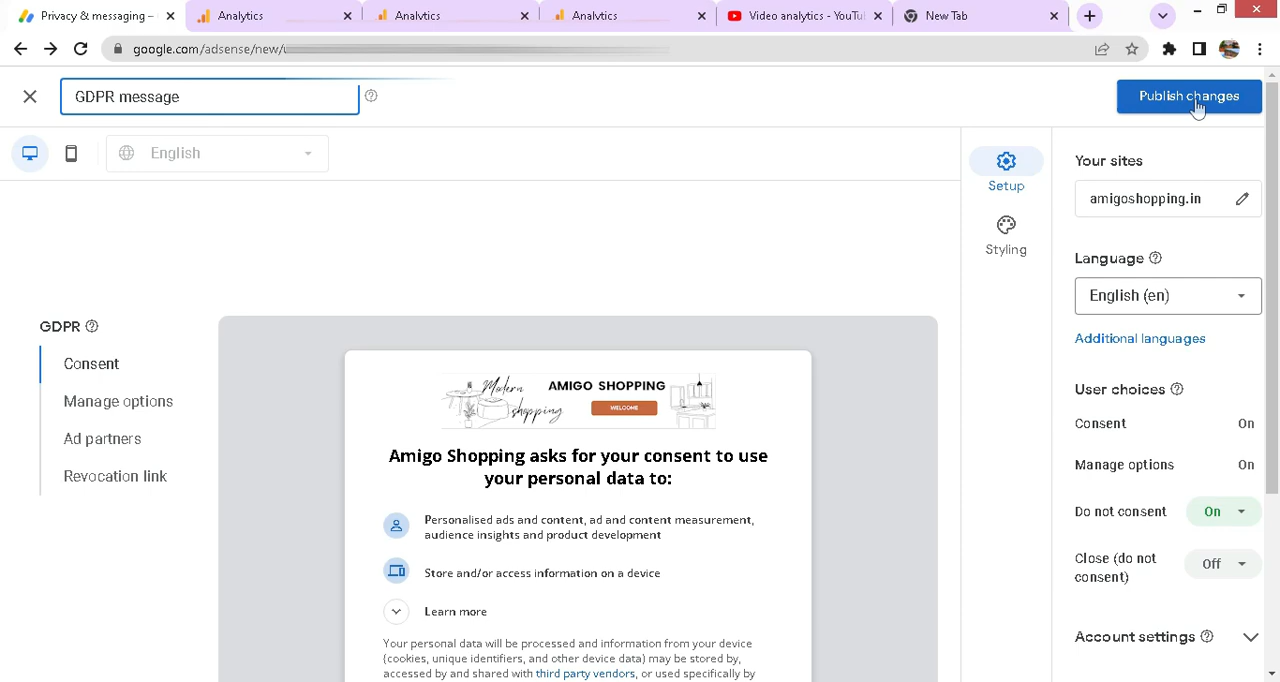 Privacy & messaging –
Analytics
Analytics
Analytics
Video analytics - YouTu
New Tab
google.com/adsense/new/
GDPR message
Publish changes
English
Setup
Styling
Your sites
amigoshopping.in
Language
English (en)
Additional languages
User choices
Consent On
Manage options On
Do not consent On
Close (do not
consent) Off
Account settings
GDPR
Consent
Manage options
Ad partners
Revocation link
Modern
shopping
AMIGO SHOPPING
WELCOME
Amigo Shopping asks for your consent to use
your personal data to:
Personalised ads and content, ad and content measurement,
audience insights and product development
Store and/or access information on a device
Learn more
Your personal data will be processed and information from your device
(cookies, unique identifiers, and other device data) may be stored by,
accessed by and shared with third party vendors, or used specifically by